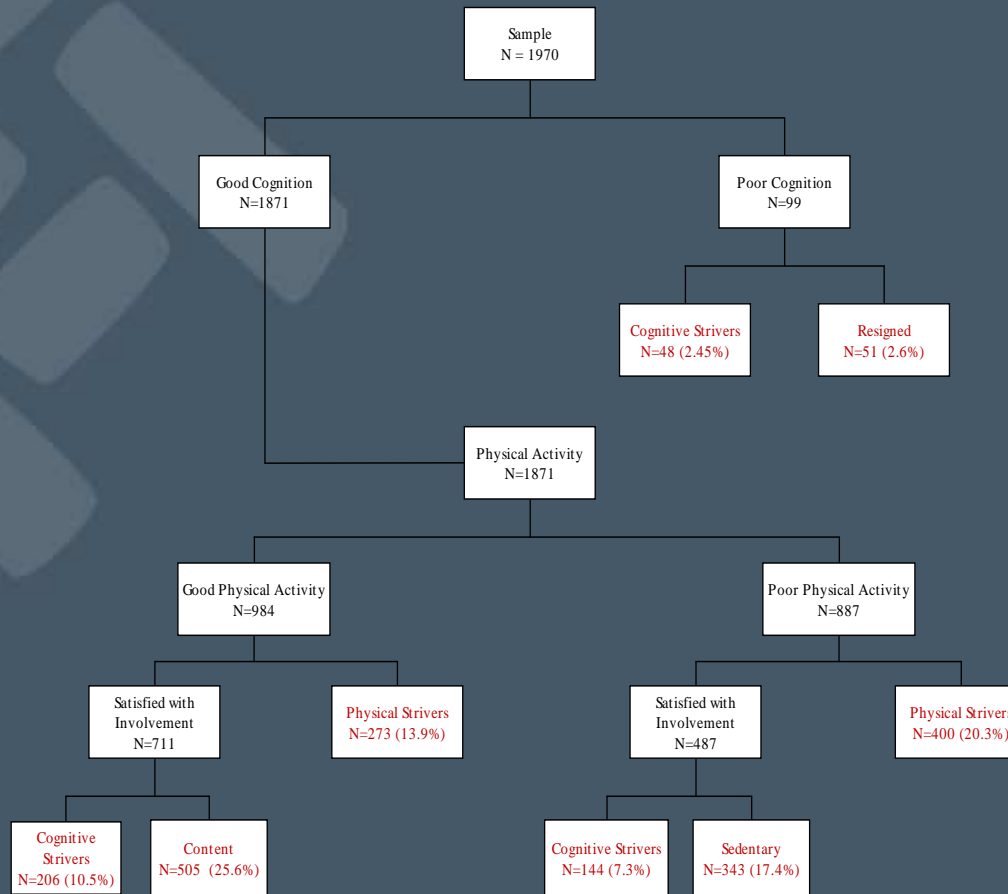 Sample
N = 1970
Good Cognition
N=1871
Poor Cognition
N=99
Cognitive Strivers
N=48 (2.45%)
Resigned
N=51 (2.6%)
Physical Activity
N=1871
Good Physical Activity
N=984
Poor Physical Activity
N=887
Satisfied with
Involvement
N=711
Physical Strivers
N=273 (13.9%)
Satisfied with
Involvement
N=487
Physical Strivers
N=400 (20.3%)
Cognitive
Strivers
N=206 (10.5%)
Content
N=505 (25.6%)
Cognitive Strivers
N=144 (7.3%)
Sedentary
N=343 (17.4%)